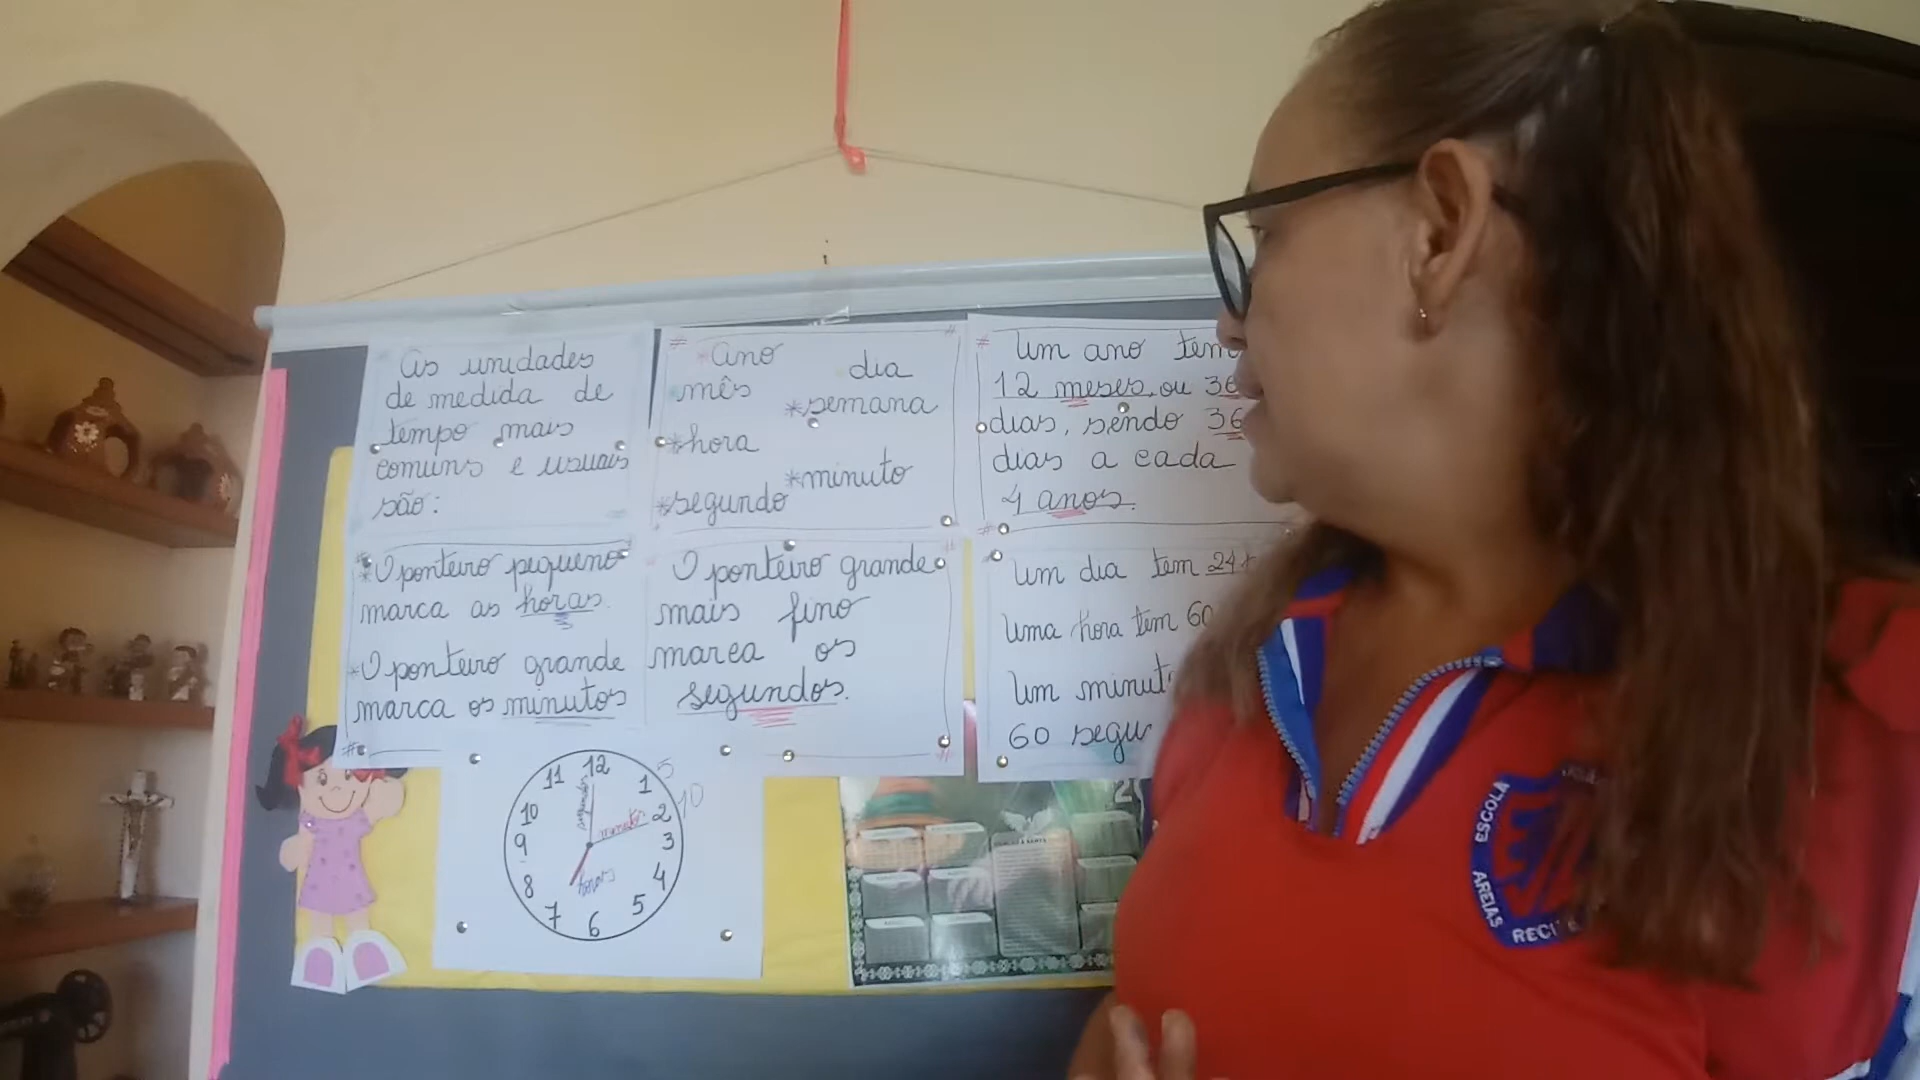 As unidades
de medida de
tempo mais
comuns e usuais
são:
# *ano
dia
*mês
*semana
*hora
*minuto
*segundo
# Um ano tem
12 meses, ou 36
dias, sendo 36
dias a cada
4 anos.
*O ponteiro pequeno
marca as horas.
*O ponteiro grande
marca os minutos
O ponteiro grande
mais fino
marca os
segundos.
Um dia tem 24
Uma hora tem 60
Um minut
60 segu
11 12 1 5
10 2 10
9 3
8 4
7 6 5
segundos
minutos
horas
ESCOLA
AREIAS
RECI